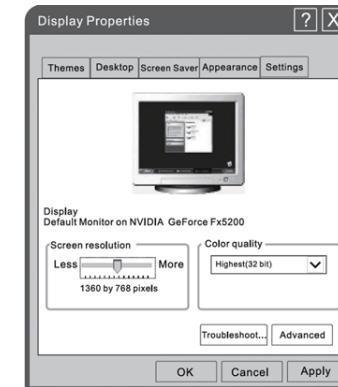 Display Properties ? X
Themes Desktop Screen Saver Appearance Settings
Display
Default Monitor on NVIDIA GeForce Fx5200
Screen resolution
Less More
1360 by 768 pixels
Color quality
Highest(32 bit)
Troubleshoot... Advanced
OK Cancel Apply